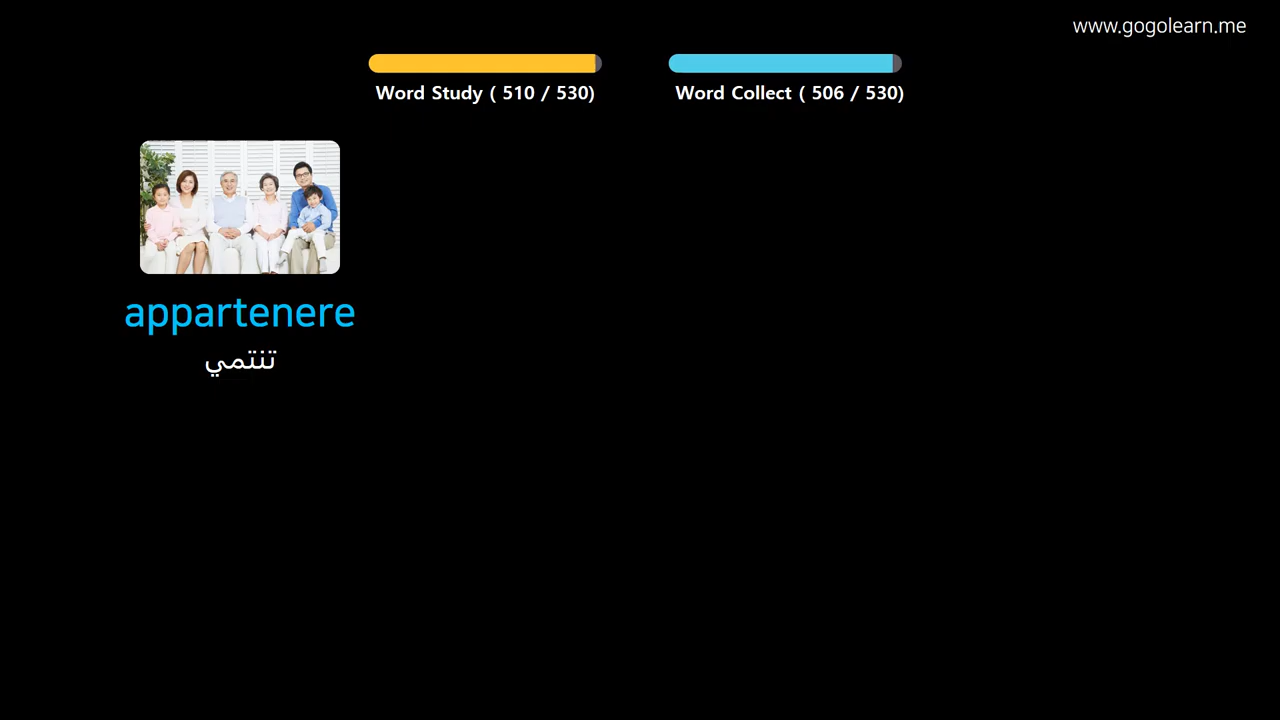 www.gogolearn.me
Word Study ( 510 / 530)
Word Collect ( 506 / 530)
appartenere
تنتمي